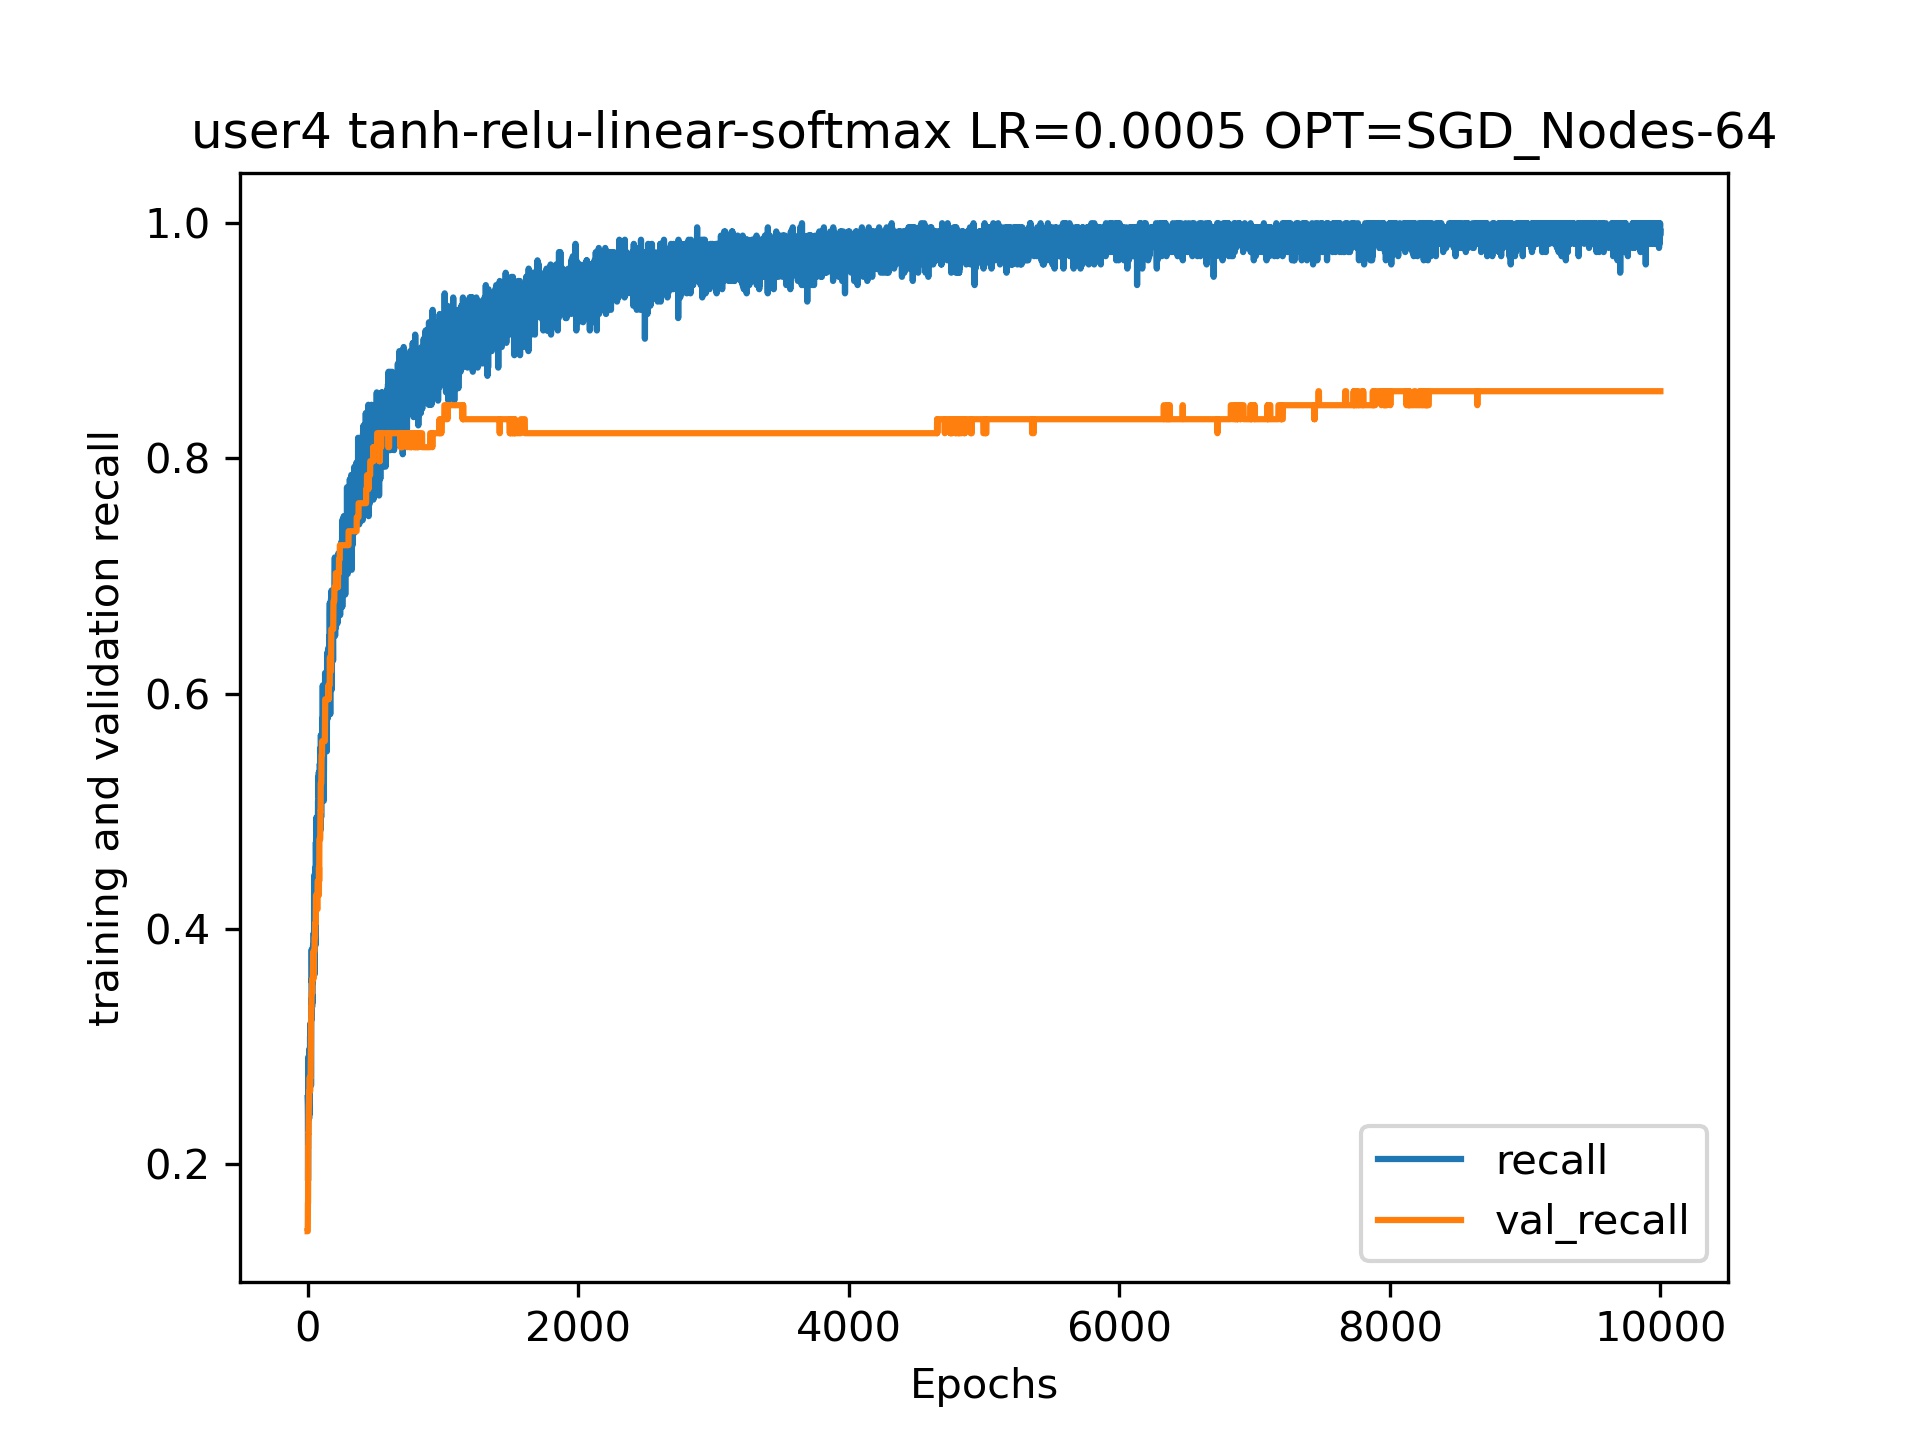 user4 tanh-relu-linear-softmax LR=0.0005 OPT=SGD_Nodes-64
1.0
0.8
0.6
0.4
0.2
training and validation recall
recall
val_recall
0 2000 4000 6000 8000 10000
Epochs